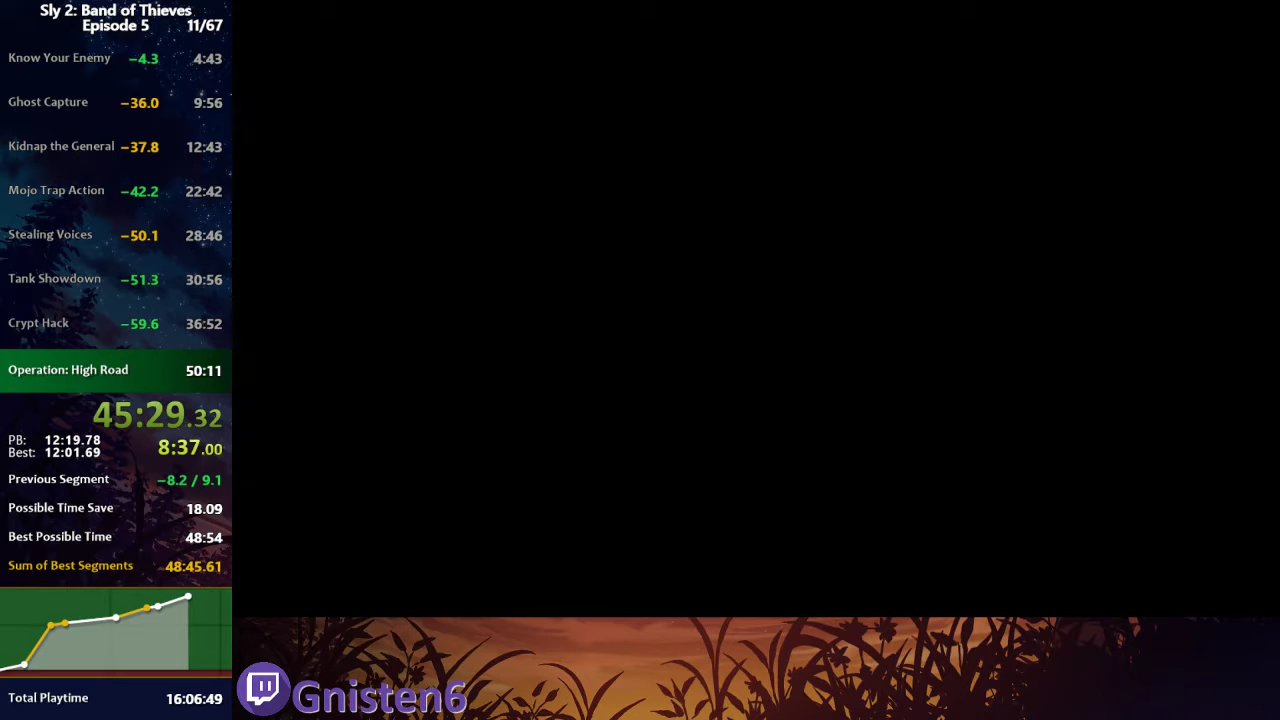 Sly 2: Band of Thieves
Episode 5 11/67
Know Your Enemy −4.3 4:43
Ghost Capture −36.0 9:56
Kidnap the General −37.8 12:43
Mojo Trap Action −42.2 22:42
Stealing Voices −50.1 28:46
Tank Showdown −51.3 30:56
Crypt Hack −59.6 36:52
Operation: High Road 50:11
45:29.32
PB: 12:19.78
Best: 12:01.69
8:37.00
Previous Segment −8.2 / 9.1
Possible Time Save 18.09
Best Possible Time 48:54
Sum of Best Segments 48:45.61
Total Playtime 16:06:49
Gnisten6